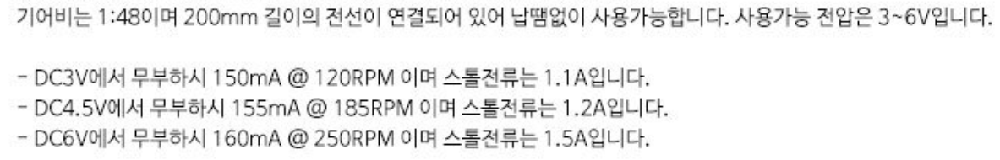 기어비는 1:48이며 200mm 길이의 전선이 연결되어 있어 납땜없이 사용가능합니다. 사용가능 전압은 3~6V입니다.
- DC3V에서 무부하시 150mA @ 120RPM 이며 스톨전류는 1.1A입니다.
- DC4.5V에서 무부하시 155mA @ 185RPM 이며 스톨전류는 1.2A입니다.
- DC6V에서 무부하시 160mA @ 250RPM 이며 스톨전류는 1.5A입니다.